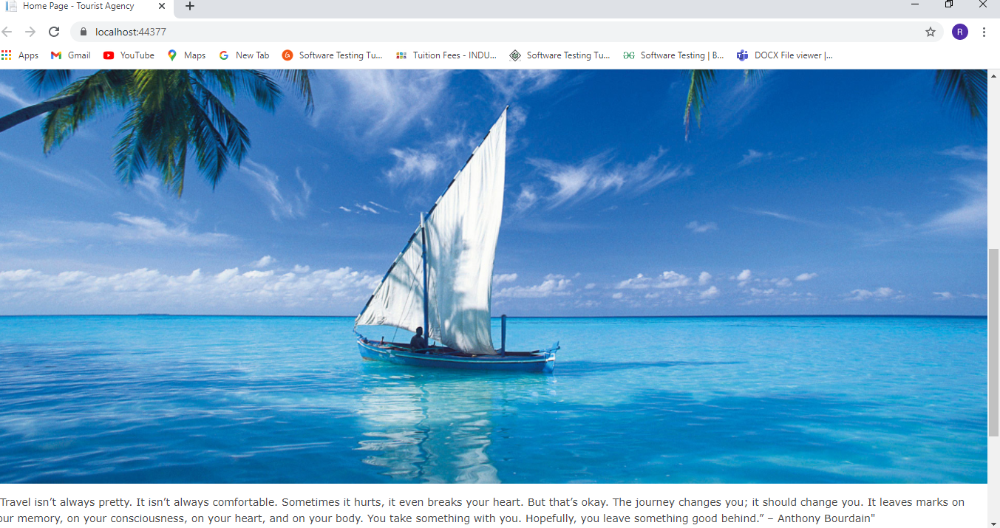 Home Page - Tourist Agency
localhost:44377
R
Apps Gmail YouTube Maps New Tab Software Testing Tu... Tuition Fees - INDU... Software Testing Tu... Software Testing | B... DOCX File viewer |...
Travel isn’t always pretty. It isn’t always comfortable. Sometimes it hurts, it even breaks your heart. But that’s okay. The journey changes you; it should change you. It leaves marks on
our memory, on your consciousness, on your heart, and on your body. You take something with you. Hopefully, you leave something good behind.” – Anthony Bourdain"